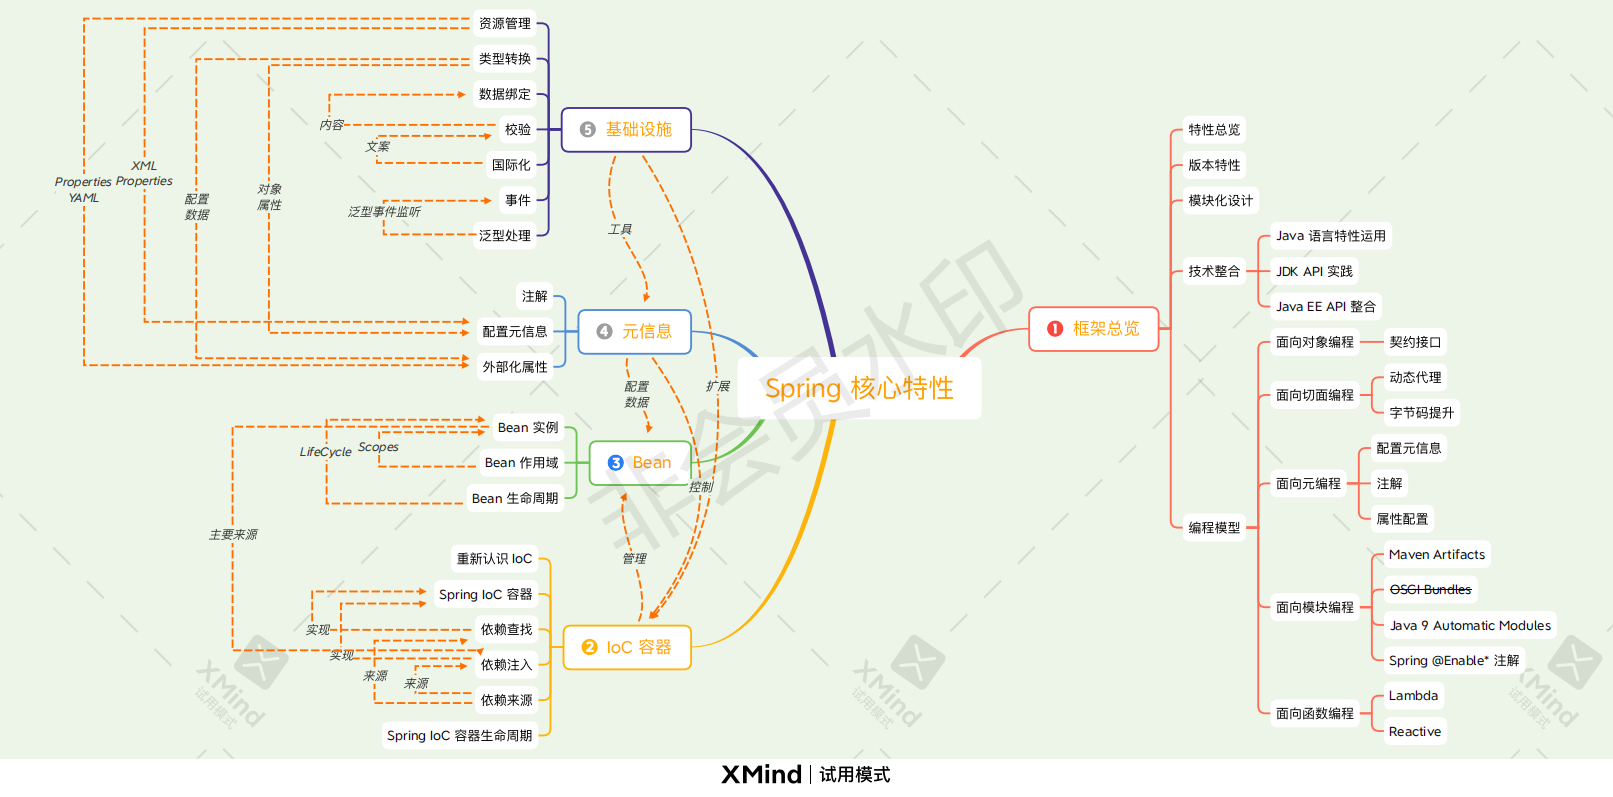 资源管理
类型转换
数据绑定
内容
校验
文案
国际化
事件
泛型事件监听
泛型处理
5 基础设施
XML
Properties
Properties
YAML
配置
数据
对象
属性
工具
扩展
注解
配置元信息
外部化属性
4 元信息
配置
数据
控制
Bean 实例
Bean 作用域
Bean 生命周期
LifeCycle
Scopes
主要来源
3 Bean
管理
重新认识 IoC
Spring IoC 容器
依赖查找
依赖注入
依赖来源
Spring IoC 容器生命周期
实现
实现
来源
来源
2 IoC 容器
Spring 核心特性
1 框架总览
特性总览
版本特性
模块化设计
技术整合
Java 语言特性运用
JDK API 实践
Java EE API 整合
编程模型
面向对象编程
契约接口
面向切面编程
动态代理
字节码提升
面向元编程
配置元信息
注解
属性配置
面向模块编程
Maven Artifacts
OSGI Bundles
Java 9 Automatic Modules
Spring @Enable* 注解
面向函数编程
Lambda
Reactive
非会员水印
XMind
试用模式
XMind
试用模式
XMind
试用模式
XMind | 试用模式